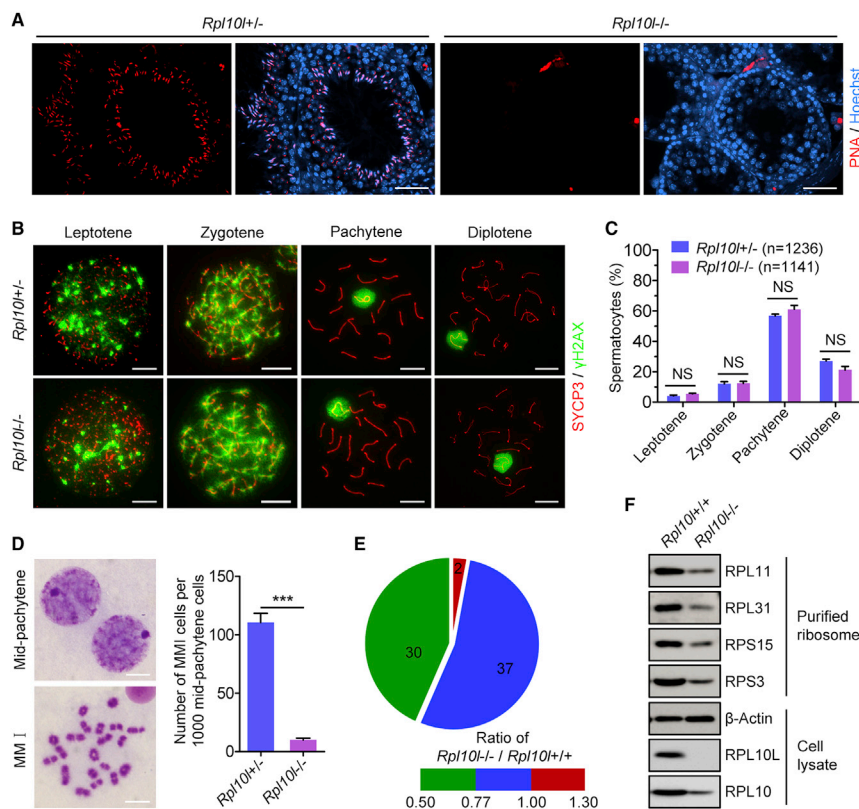 A
Rpl10l+/-
Rpl10l-/-
PNA / Hoechst
B
Leptotene
Zygotene
Pachytene
Diplotene
Rpl10l+/-
Rpl10l-/-
SYCP3 / γH2AX
C
Rpl10l+/- (n=1236)
Rpl10l-/- (n=1141)
Spermatocytes (%)
100
80
60
40
20
0
NS
NS
NS
NS
Leptotene
Zygotene
Pachytene
Diplotene
D
Mid-pachytene
MM I
Number of MMI cells per
1000 mid-pachytene cells
150
100
50
0
***
Rpl10l+/-
Rpl10l-/-
E
2
30
37
Ratio of
Rpl10l-/- / Rpl10l+/+
0.50 0.77 1.00 1.30
F
Rpl10l+/+
Rpl10l-/-
RPL11
RPL31
RPS15
RPS3
Purified
ribosome
β-Actin
RPL10L
RPL10
Cell
lysate